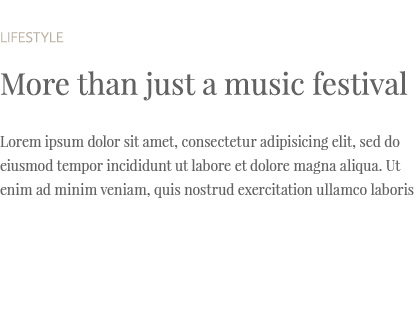 LIFESTYLE
More than just a music festival
Lorem ipsum dolor sit amet, consectetur adipisicing elit, sed do
eiusmod tempor incididunt ut labore et dolore magna aliqua. Ut
enim ad minim veniam, quis nostrud exercitation ullamco laboris